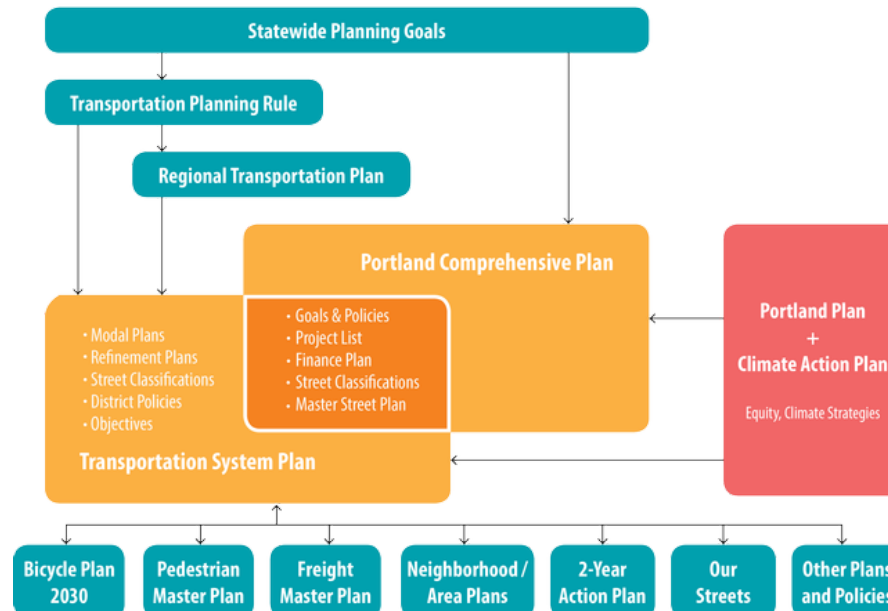 Statewide Planning Goals
Transportation Planning Rule
Regional Transportation Plan
Portland Comprehensive Plan
• Goals & Policies
• Project List
• Finance Plan
• Street Classifications
• Master Street Plan
• Modal Plans
• Refinement Plans
• Street Classifications
• District Policies
• Objectives
Transportation System Plan
Portland Plan
+
Climate Action Plan
Equity, Climate Strategies
Bicycle Plan
2030
Pedestrian
Master Plan
Freight
Master Plan
Neighborhood /
Area Plans
2-Year
Action Plan
Our
Streets
Other Plans
and Policies